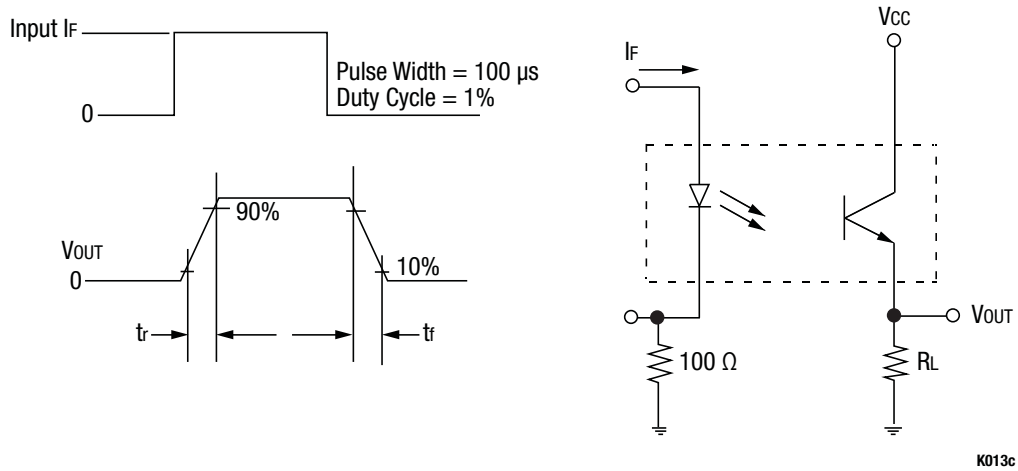 Input IF
Pulse Width = 100 µs
Duty Cycle = 1%
0
90%
VOUT
0
10%
tr
tf
VCC
IF
VOUT
100 Ω
RL
K013c